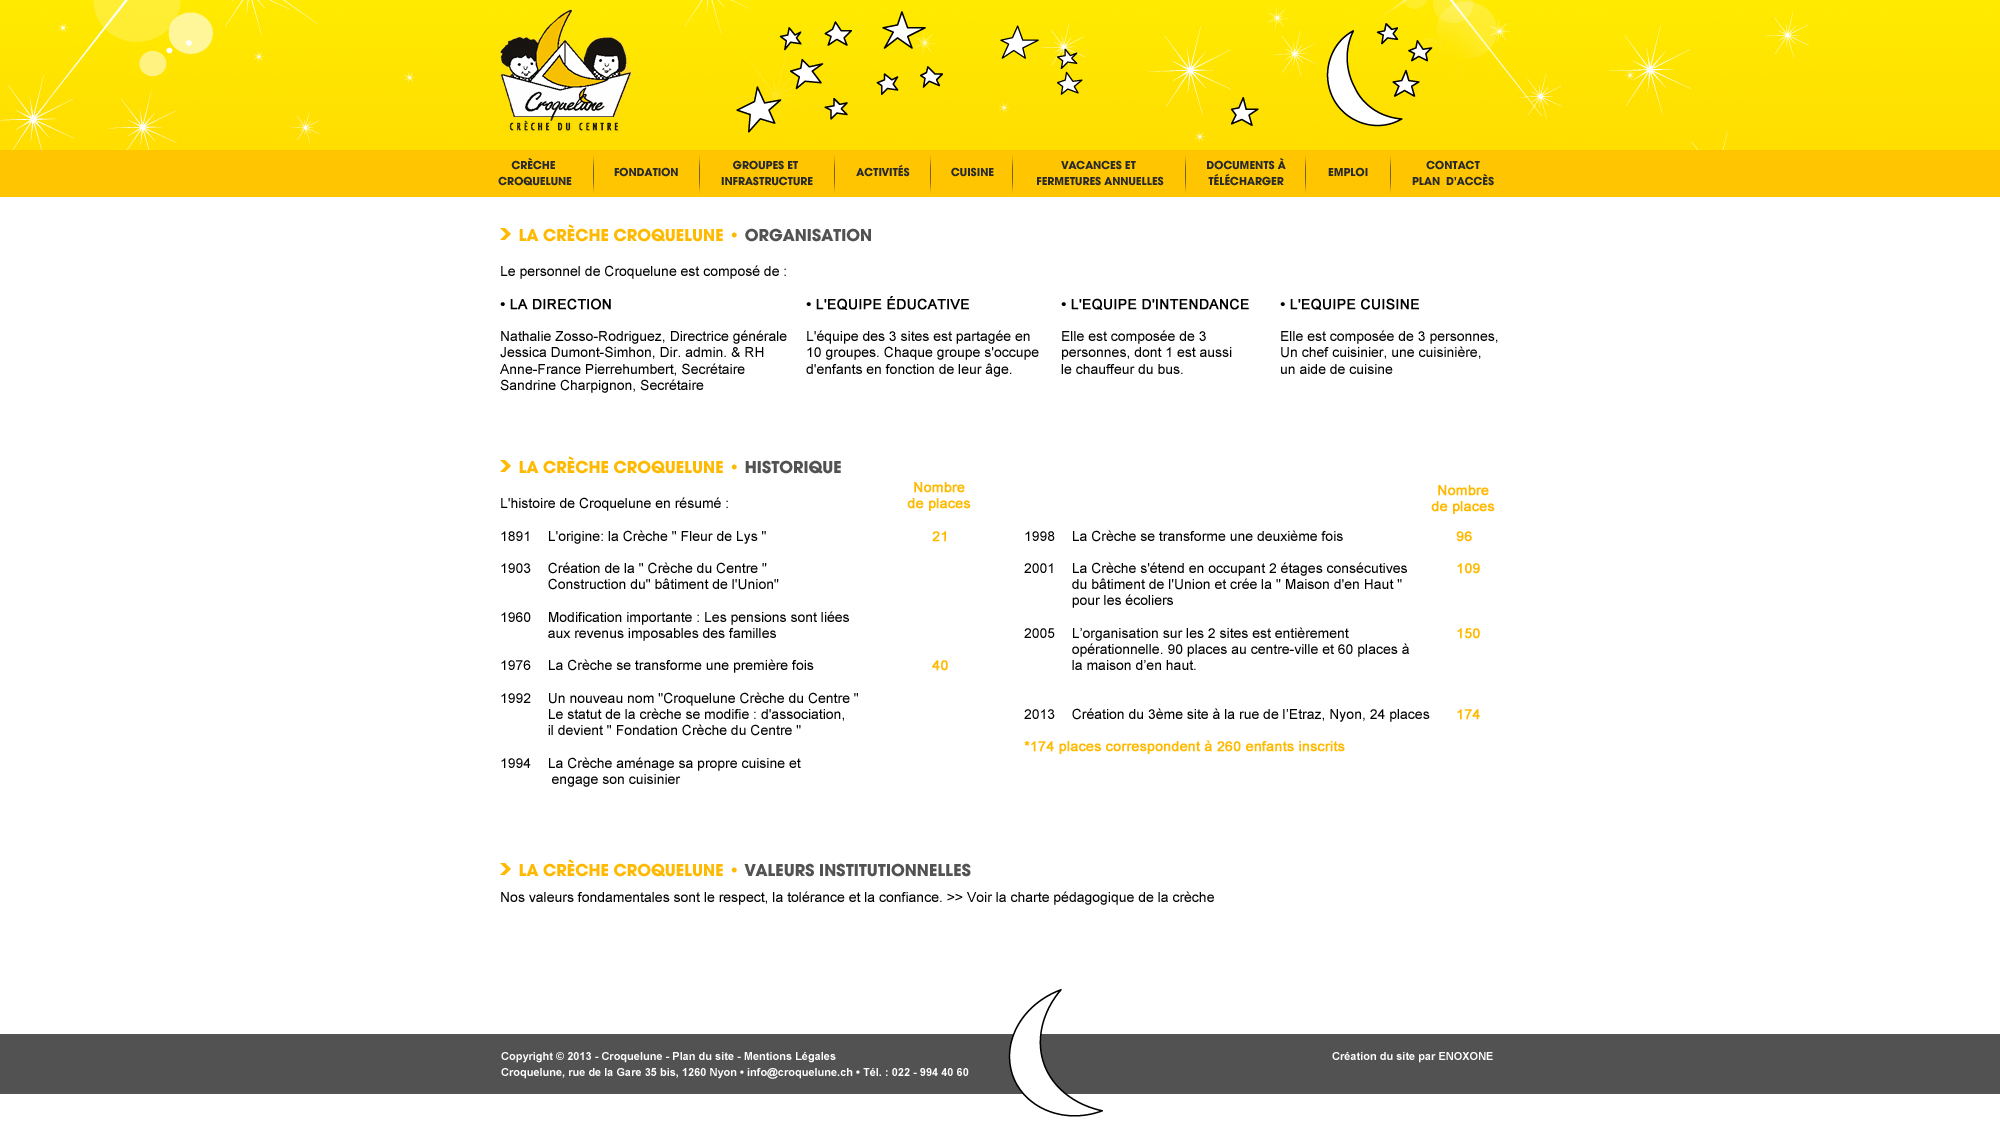 Croquelune
CRÈCHE DU CENTRE
CRÈCHE
CROQUELUNE
FONDATION
GROUPES ET
INFRASTRUCTURE
ACTIVITÉS
CUISINE
VACANCES ET
FERMETURES ANNUELLES
DOCUMENTS À
TÉLÉCHARGER
EMPLOI
CONTACT
PLAN D'ACCÈS
LA CRÈCHE CROQUELUNE • ORGANISATION
Le personnel de Croquelune est composé de :
• LA DIRECTION
Nathalie Zosso-Rodriguez, Directrice générale
Jessica Dumont-Simhon, Dir. admin. & RH
Anne-France Pierrehumbert, Secrétaire
Sandrine Charpignon, Secrétaire
• L'EQUIPE ÉDUCATIVE
L'équipe des 3 sites est partagée en
10 groupes. Chaque groupe s'occupe
d'enfants en fonction de leur âge.
• L'EQUIPE D'INTENDANCE
Elle est composée de 3
personnes, dont 1 est aussi
le chauffeur du bus.
• L'EQUIPE CUISINE
Elle est composée de 3 personnes,
Un chef cuisinier, une cuisinière,
un aide de cuisine
LA CRÈCHE CROQUELUNE • HISTORIQUE
L'histoire de Croquelune en résumé :
Nombre
de places
1891 L'origine: la Crèche " Fleur de Lys " 21
1903 Création de la " Crèche du Centre "
Construction du" bâtiment de l'Union"
1960 Modification importante : Les pensions sont liées
aux revenus imposables des familles
1976 La Crèche se transforme une première fois 40
1992 Un nouveau nom "Croquelune Crèche du Centre "
Le statut de la crèche se modifie : d'association,
il devient " Fondation Crèche du Centre "
1994 La Crèche aménage sa propre cuisine et
engage son cuisinier
Nombre
de places
1998 La Crèche se transforme une deuxième fois 96
2001 La Crèche s'étend en occupant 2 étages consécutives 109
du bâtiment de l'Union et crée la " Maison d'en Haut "
pour les écoliers
2005 L’organisation sur les 2 sites est entièrement 150
opérationnelle. 90 places au centre-ville et 60 places à
la maison d’en haut.
2013 Création du 3ème site à la rue de l’Etraz, Nyon, 24 places 174
*174 places correspondent à 260 enfants inscrits
LA CRÈCHE CROQUELUNE • VALEURS INSTITUTIONNELLES
Nos valeurs fondamentales sont le respect, la tolérance et la confiance. >> Voir la charte pédagogique de la crèche
Copyright © 2013 - Croquelune - Plan du site - Mentions Légales
Croquelune, rue de la Gare 35 bis, 1260 Nyon • info@croquelune.ch • Tél. : 022 - 994 40 60
Création du site par ENOXONE